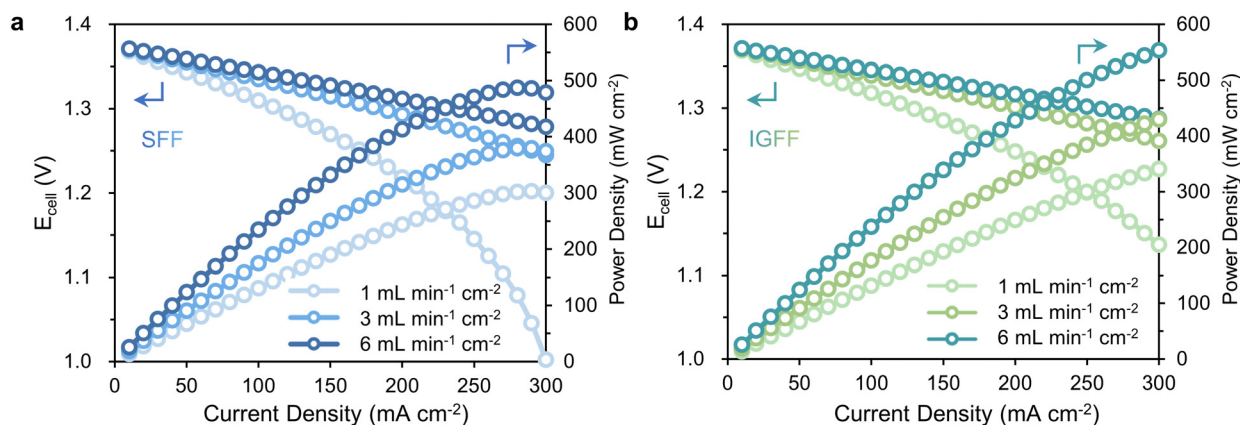 a
1.4
1.3
1.2
1.1
1.0
E_cell (V)
SFF
600
500
400
300
200
100
0
Power Density (mW cm⁻²)
1 mL min⁻¹ cm⁻²
3 mL min⁻¹ cm⁻²
6 mL min⁻¹ cm⁻²
0 50 100 150 200 250 300
Current Density (mA cm⁻²)
b
1.4
1.3
1.2
1.1
1.0
E_cell (V)
IGFF
600
500
400
300
200
100
0
Power Density (mW cm⁻²)
1 mL min⁻¹ cm⁻²
3 mL min⁻¹ cm⁻²
6 mL min⁻¹ cm⁻²
0 50 100 150 200 250 300
Current Density (mA cm⁻²)